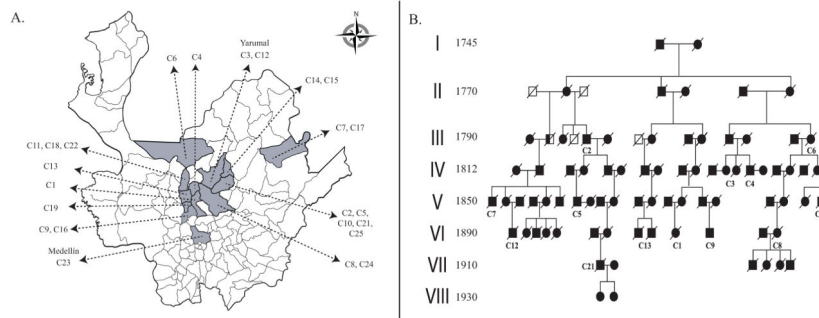 A.
N
Yarumal
C3, C12
C6
C4
C14, C15
C7, C17
C11, C18, C22
C13
C1
C19
C9, C16
Medellín
C23
C2, C5,
C10, C21,
C25
C8, C24
B.
I 1745
II 1770
III 1790
C2
C6
IV 1812
C3
C4
V 1850
C7
C5
C
VI 1890
C12
C13
C1
C9
C8
VII 1910
C21
VIII 1930